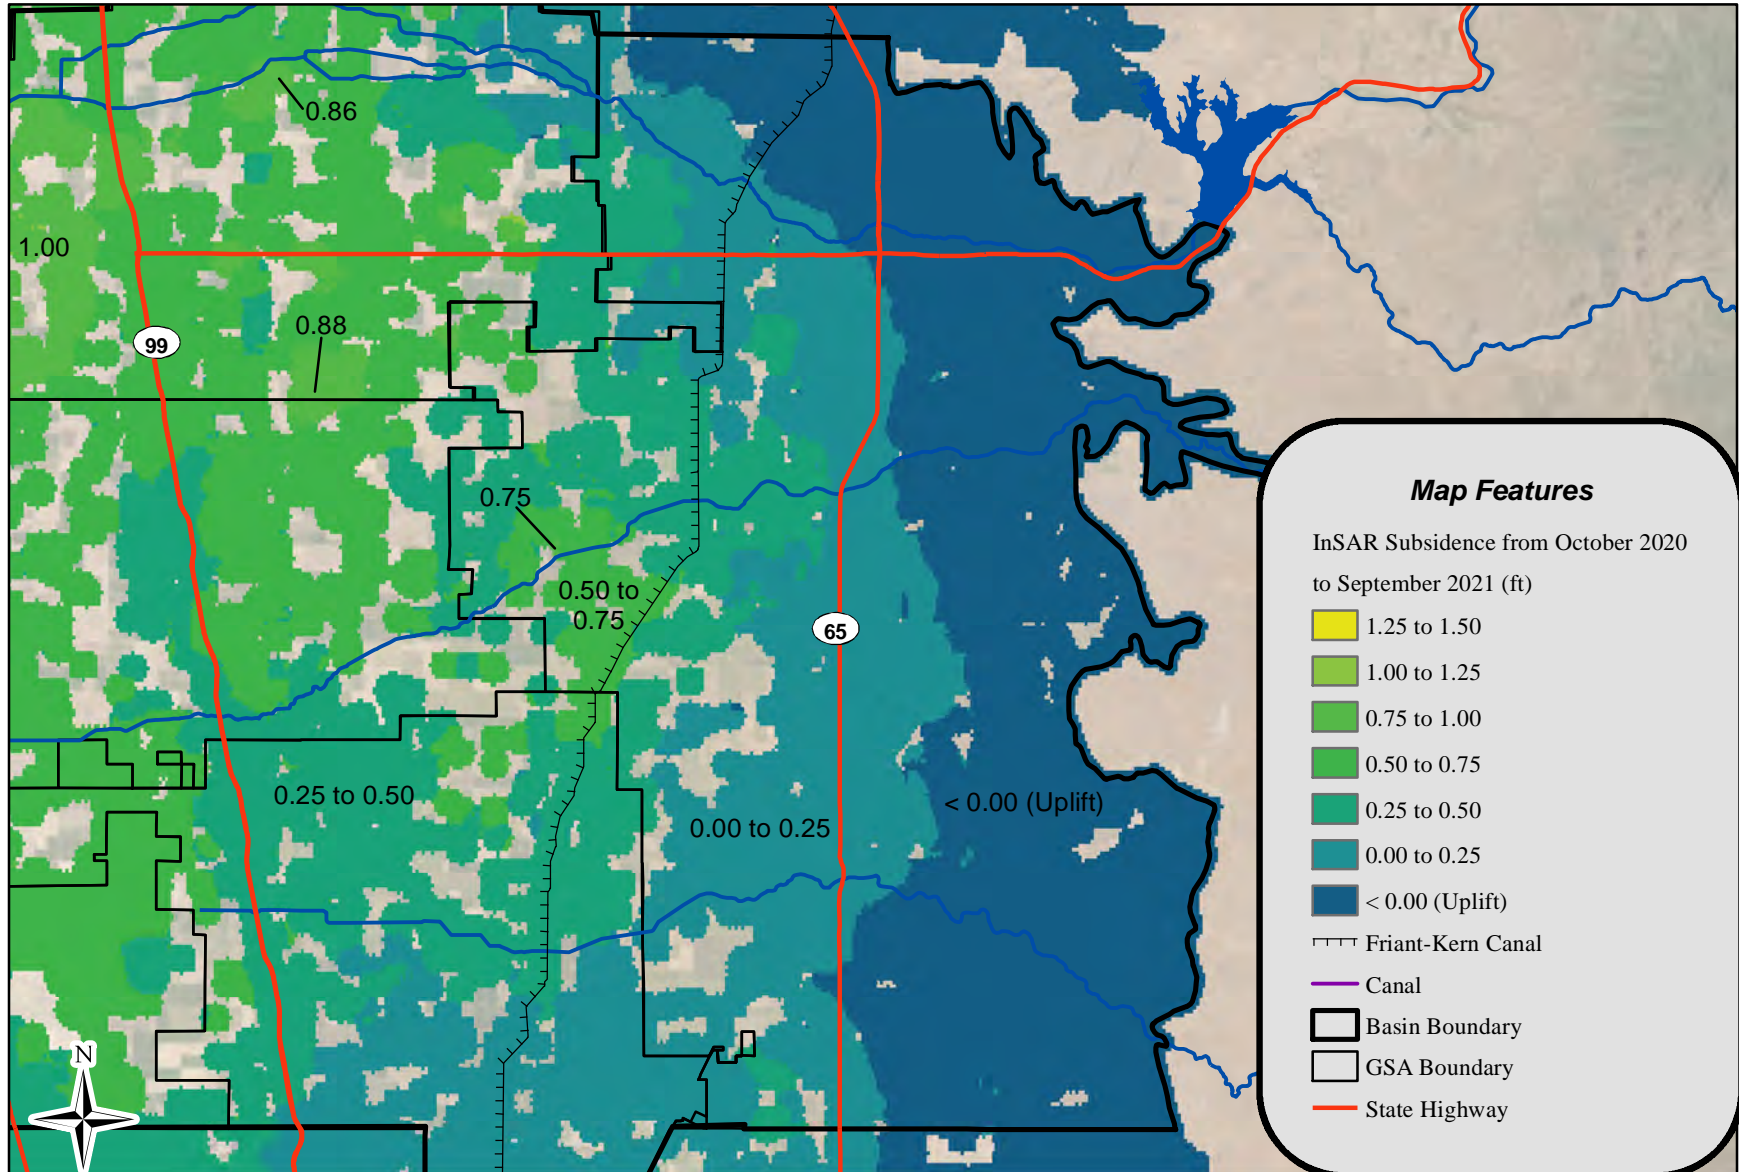 0.86
1.00
0.88
99
0.75
0.50 to
0.75
65
0.25 to 0.50
0.00 to 0.25
< 0.00 (Uplift)
N
Map Features
InSAR Subsidence from October 2020
to September 2021 (ft)
1.25 to 1.50
1.00 to 1.25
0.75 to 1.00
0.50 to 0.75
0.25 to 0.50
0.00 to 0.25
< 0.00 (Uplift)
Friant-Kern Canal
Canal
Basin Boundary
GSA Boundary
State Highway